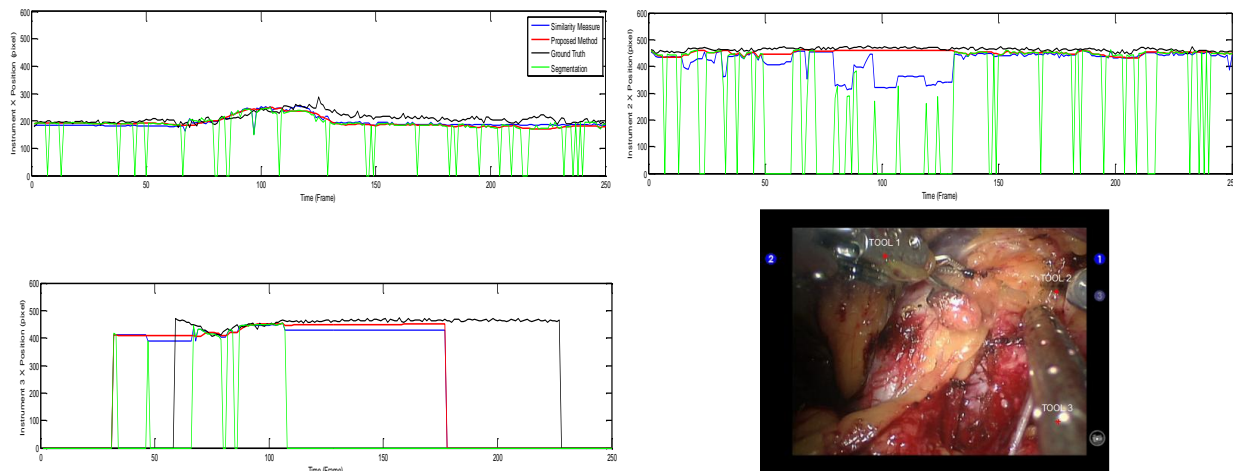 Instrument X Position (pixel)
600
500
400
300
200
100
0
0 50 100 150 200 250
Time (Frame)
Similarity Measure
Proposed Method
Ground Truth
Segmentation
Instrument 2 X Position(pixel)
600
500
400
300
200
100
0
0 50 100 150 200 250
Time (Frame)
Instrument 3 X Position (pixel)
600
500
400
300
200
100
0
0 50 100 150 200 250
Time (Frame)
2
1
3
TOOL 1
TOOL 2
TOOL 3